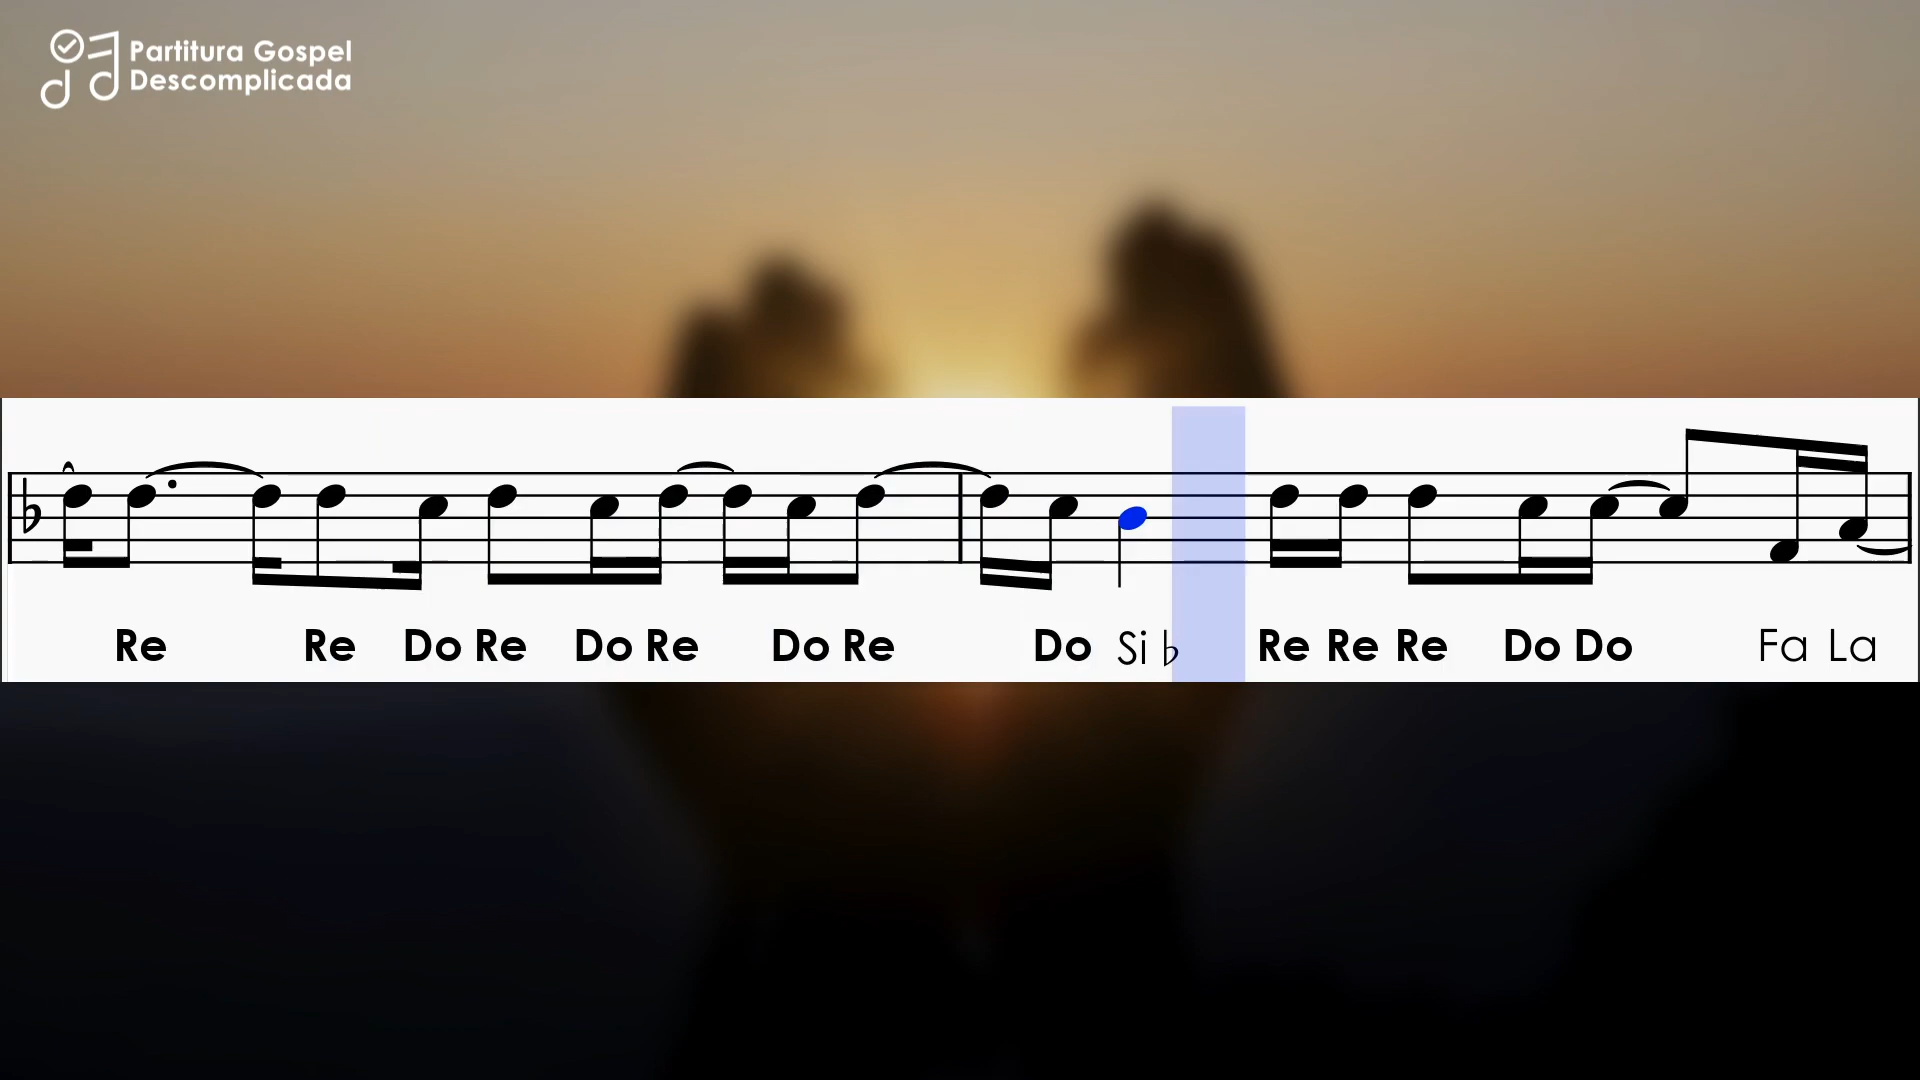 Partitura Gospel
Descomplicada
Re Re Do Re Do Re Do Re Do Si ♭ Re Re Re Do Do Fa La